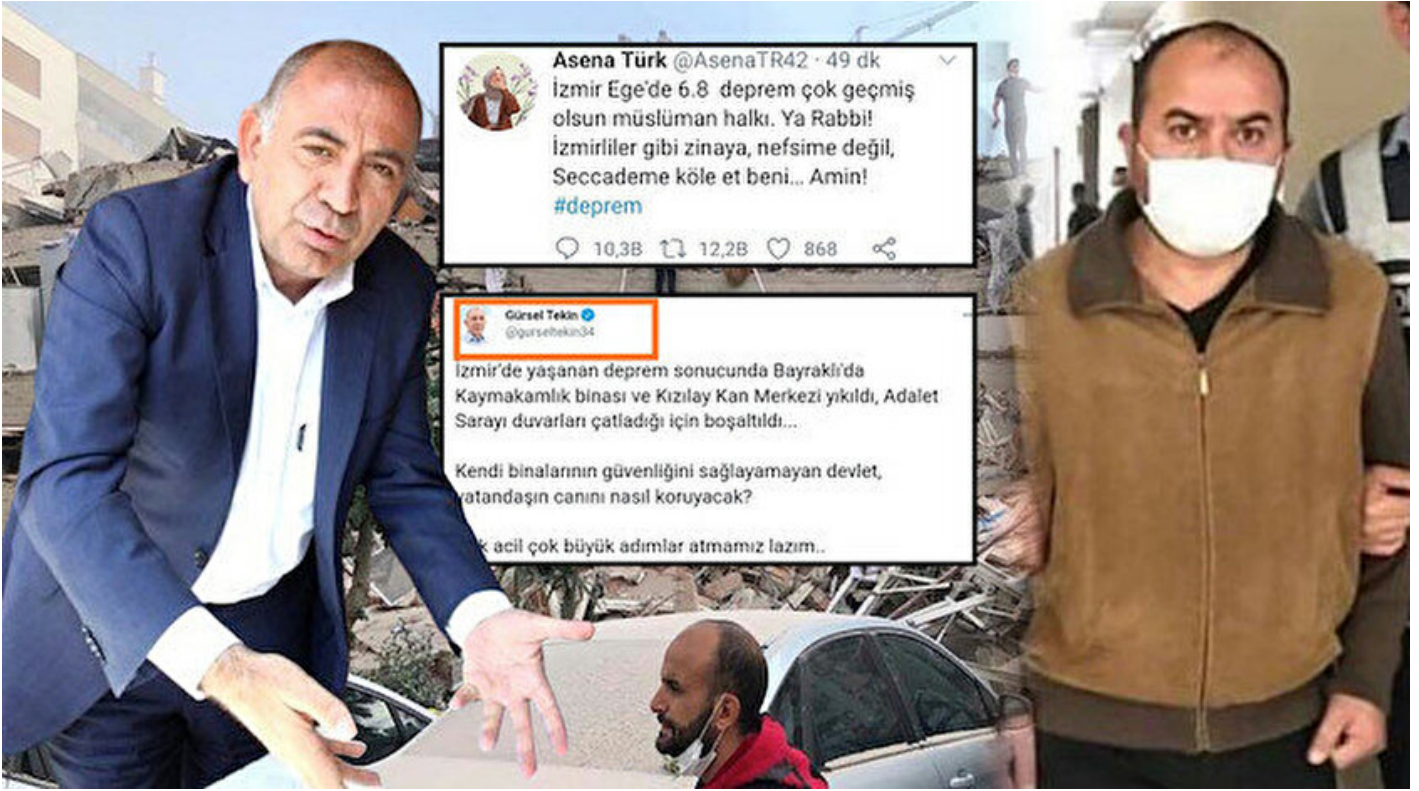 Asena Türk @AsenaTR42 · 49 dk
İzmir Ege'de 6.8 deprem çok geçmiş
olsun müslüman halkı. Ya Rabbi!
İzmirliler gibi zinaya, nefsime değil,
Seccademe köle et beni... Amin!
#deprem
10,3B 12,2B 868
Gürsel Tekin
@gurseltekin34
İzmir'de yaşanan deprem sonucunda Bayraklı'da
Kaymakamlık binası ve Kızılay Kan Merkezi yıkıldı, Adalet
Sarayı duvarları çatladığı için boşaltıldı...
Kendi binalarının güvenliğini sağlayamayan devlet,
vatandaşın canını nasıl koruyacak?
acil çok büyük adımlar atmamız lazım..